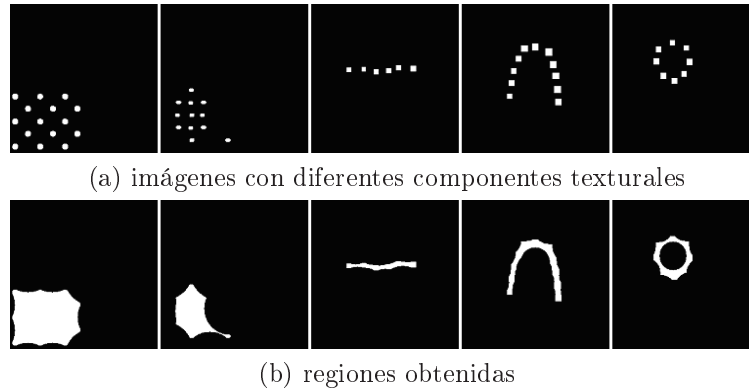 (a) imágenes con diferentes componentes texturales
(b) regiones obtenidas